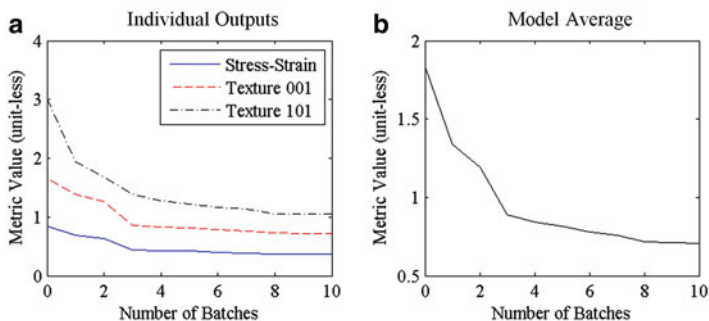 a
Individual Outputs
Metric Value (unit-less)
4
3
2
1
0
Stress-Strain
Texture 001
Texture 101
0 2 4 6 8 10
Number of Batches
b
Model Average
Metric Value (unit-less)
2
1.5
1
0.5
0 2 4 6 8 10
Number of Batches